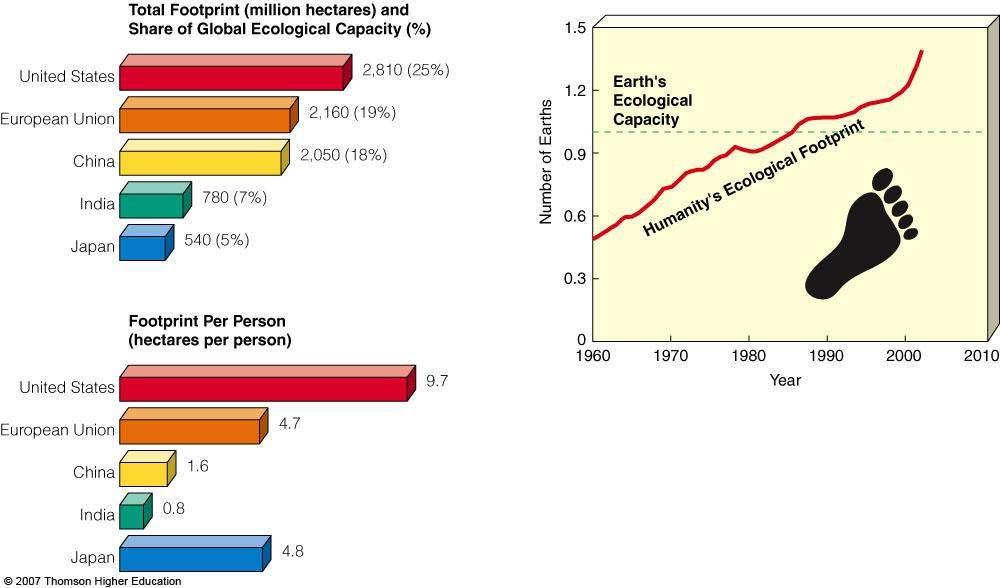 Total Footprint (million hectares) and
Share of Global Ecological Capacity (%)
United States
2,810 (25%)
European Union
2,160 (19%)
China
2,050 (18%)
India
780 (7%)
Japan
540 (5%)
Footprint Per Person
(hectares per person)
United States
9.7
European Union
4.7
China
1.6
India
0.8
Japan
4.8
© 2007 Thomson Higher Education
1.5
1.2
0.9
0.6
0.3
0
Number of Earths
Earth's
Ecological
Capacity
Humanity's Ecological Footprint
1960 1970 1980 1990 2000 2010
Year